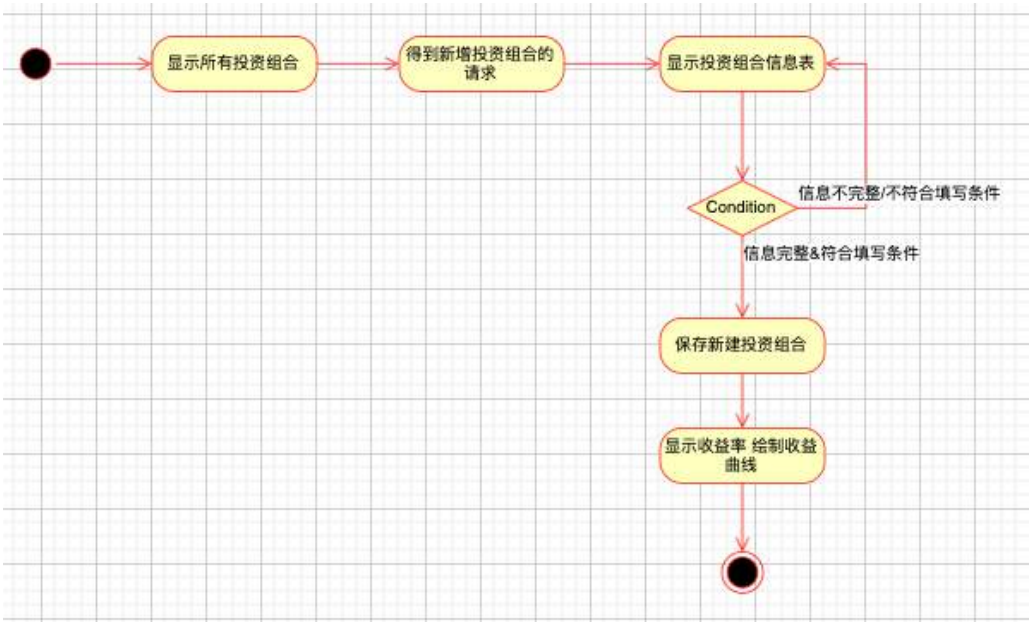 显示所有投资组合
得到新增投资组合的
请求
显示投资组合信息表
Condition
信息不完整/不符合填写条件
信息完整&符合填写条件
保存新建投资组合
显示收益率 绘制收益
曲线